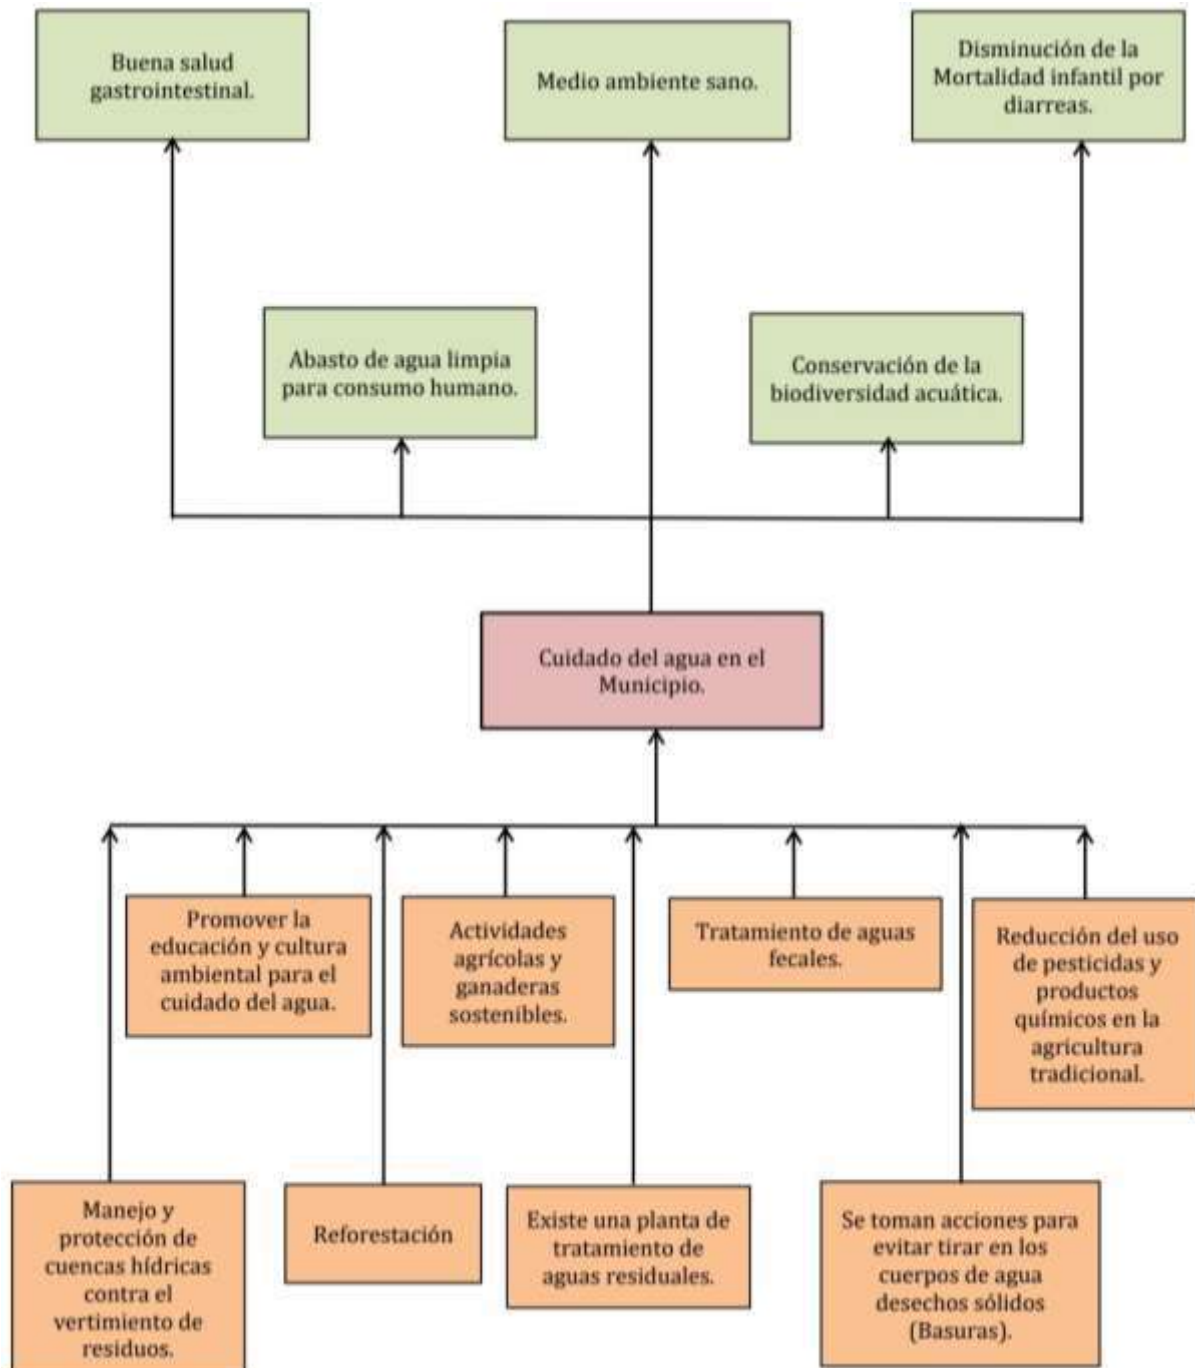 Buena salud
gastrointestinal.
Medio ambiente sano.
Disminución de la
Mortalidad infantil por
diarreas.
Abasto de agua limpia
para consumo humano.
Conservación de la
biodiversidad acuática.
Cuidado del agua en el
Municipio.
Promover la
educación y cultura
ambiental para el
cuidado del agua.
Actividades
agrícolas y
ganaderas
sostenibles.
Tratamiento de aguas
fecales.
Reducción del uso
de pesticidas y
productos
químicos en la
agricultura
tradicional.
Manejo y
protección de
cuencas hídricas
contra el
vertimiento de
residuos.
Reforestación
Existe una planta de
tratamiento de
aguas residuales.
Se toman acciones para
evitar tirar en los
cuerpos de agua
desechos sólidos
(Basuras).